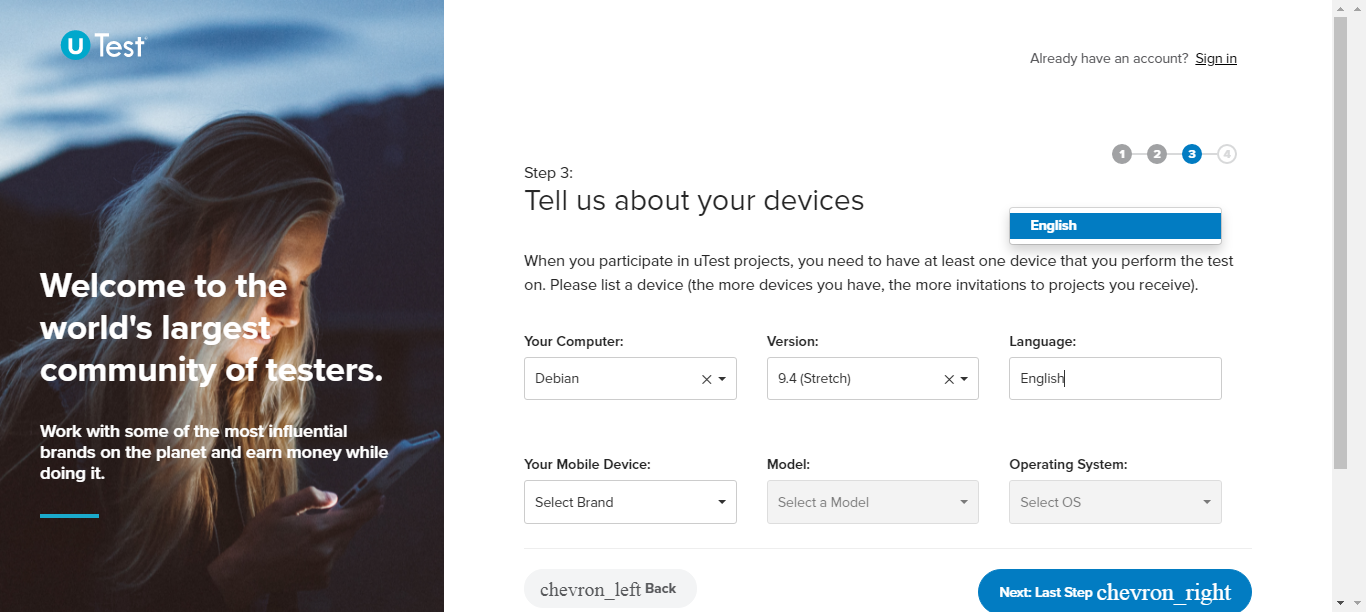 U Test
Already have an account? Sign in
1 2 3 4
Step 3:
Tell us about your devices
English
When you participate in uTest projects, you need to have at least one device that you perform the test
on. Please list a device (the more devices you have, the more invitations to projects you receive).
Your Computer: Version: Language:
Debian 9.4 (Stretch) English
Your Mobile Device: Model: Operating System:
Select Brand Select a Model Select OS
chevron_left Back Next: Last Step chevron_right
Welcome to the
world's largest
community of testers.
Work with some of the most influential
brands on the planet and earn money while
doing it.